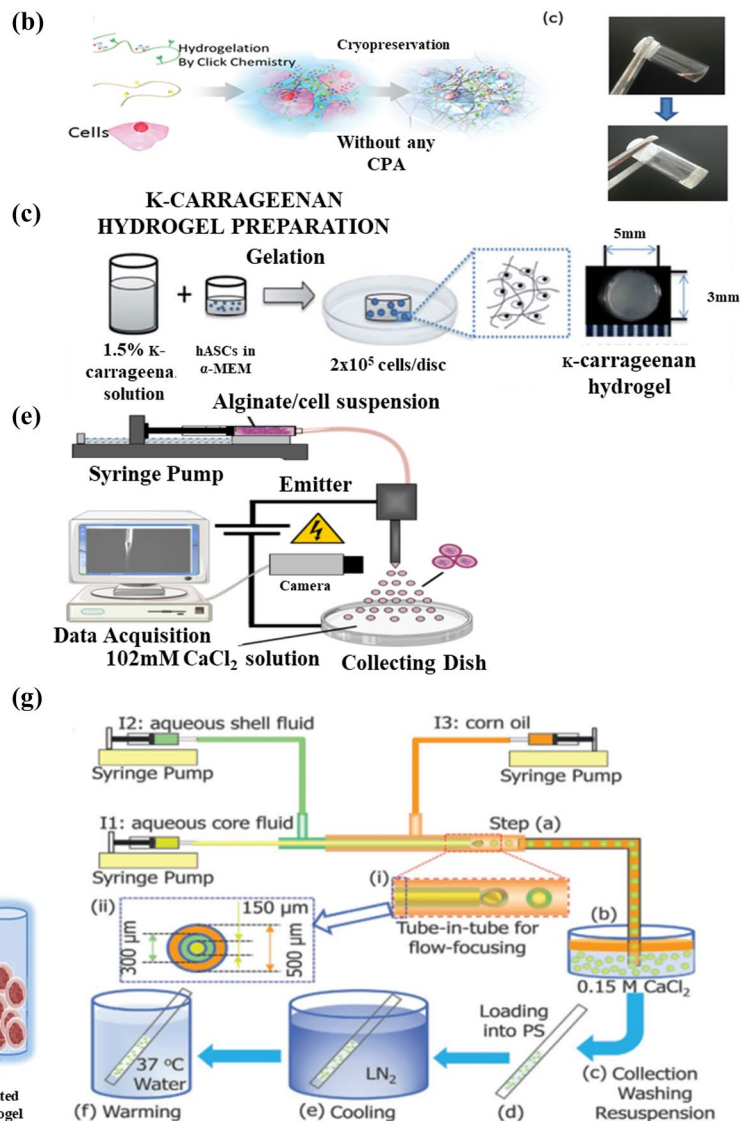 (b)
Hydrogelation
By Click Chemistry
Cells
Cryopreservation
Without any
CPA
(c)
(c)
K-CARRAGEENAN
HYDROGEL PREPARATION
Gelation
1.5% κ-
carrageena
solution
hASCs in
α-MEM
2x10⁵ cells/disc
5mm
3mm
κ-carrageenan
hydrogel
(e)
Alginate/cell suspension
Syringe Pump
Emitter
Camera
Data Acquisition
102mM CaCl₂ solution
Collecting Dish
(g)
I2: aqueous shell fluid
Syringe Pump
I3: corn oil
Syringe Pump
I1: aqueous core fluid
Syringe Pump
Step (a)
(i)
Tube-in-tube for
flow-focusing
(ii)
300 µm
150 µm
500 µm
(b)
0.15 M CaCl₂
(c) Collection
Washing
Resuspension
Loading
into PS
(d)
LN₂
(e) Cooling
37 ºC
Water
(f) Warming
ted
ogel